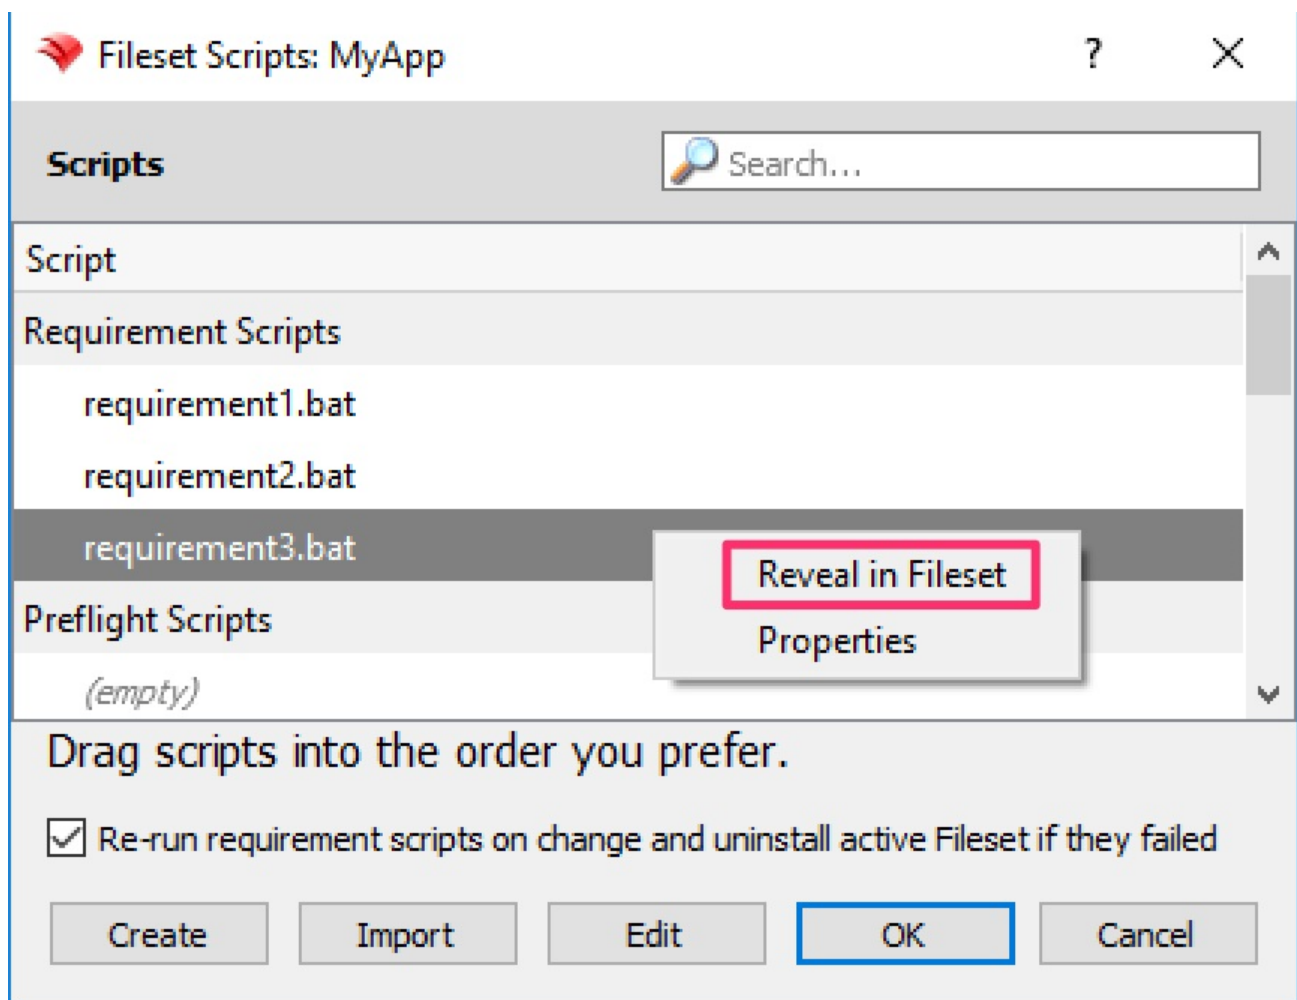 Fileset Scripts: MyApp ?
Scripts Search...
Script
Requirement Scripts
requirement1.bat
requirement2.bat
requirement3.bat
Reveal in Fileset
Preflight Scripts
Properties
(empty)
Drag scripts into the order you prefer.
Re-run requirement scripts on change and uninstall active Fileset if they failed
Create Import Edit OK Cancel